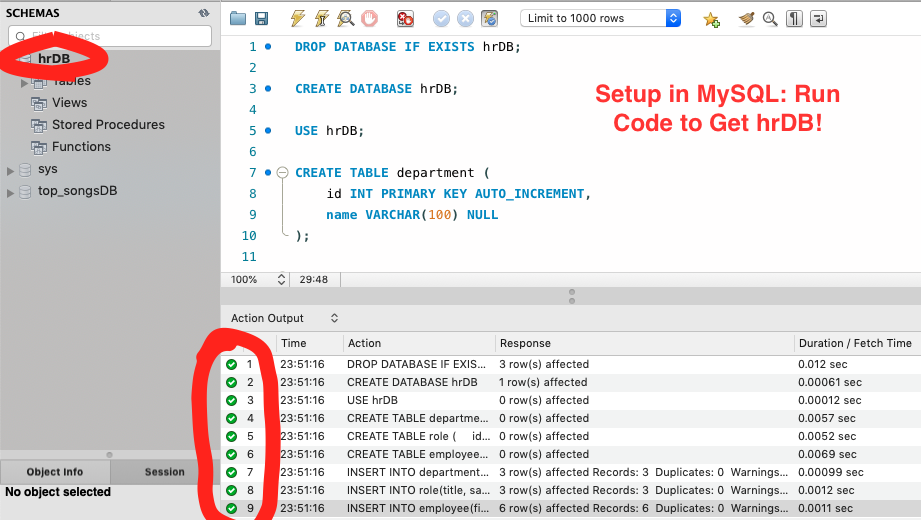 SCHEMAS
Filter objects
hrDB
Tables
Views
Stored Procedures
Functions
sys
top_songsDB
Object Info Session
No object selected
Limit to 1000 rows
1 DROP DATABASE IF EXISTS hrDB;
2
3 CREATE DATABASE hrDB;
4
5 USE hrDB;
6
7 CREATE TABLE department (
8 id INT PRIMARY KEY AUTO_INCREMENT,
9 name VARCHAR(100) NULL
10 );
11
Setup in MySQL: Run
Code to Get hrDB!
100% 29:48
Action Output
Time Action Response Duration / Fetch Time
1 23:51:16 DROP DATABASE IF EXIS... 3 row(s) affected 0.012 sec
2 23:51:16 CREATE DATABASE hrDB 1 row(s) affected 0.00061 sec
3 23:51:16 USE hrDB 0 row(s) affected 0.00012 sec
4 23:51:16 CREATE TABLE departme... 0 row(s) affected 0.0057 sec
5 23:51:16 CREATE TABLE role ( id... 0 row(s) affected 0.0052 sec
6 23:51:16 CREATE TABLE employee... 0 row(s) affected 0.0069 sec
7 23:51:16 INSERT INTO department... 3 row(s) affected Records: 3 Duplicates: 0 Warnings... 0.00099 sec
8 23:51:16 INSERT INTO role(title, sa... 3 row(s) affected Records: 3 Duplicates: 0 Warnings... 0.0012 sec
9 23:51:16 INSERT INTO employee(fi... 6 row(s) affected Records: 6 Duplicates: 0 Warnings... 0.0011 sec